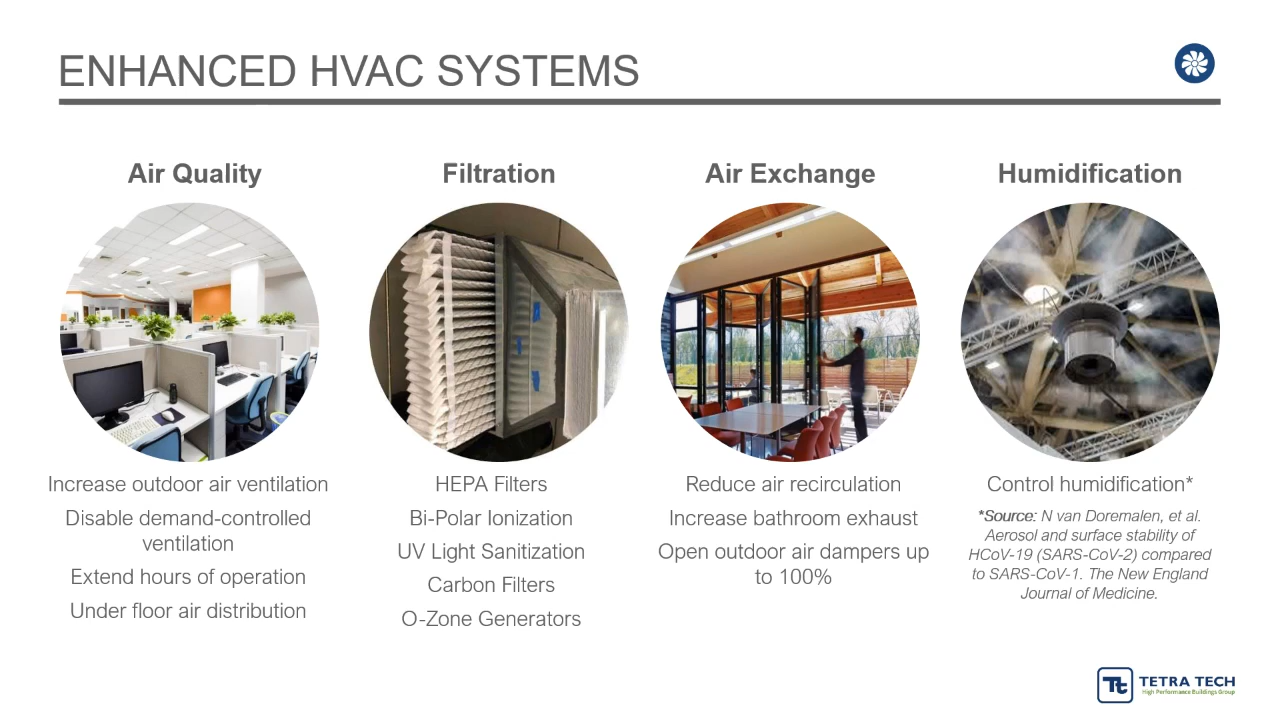 ENHANCED HVAC SYSTEMS
Air Quality
Increase outdoor air ventilation
Disable demand-controlled
ventilation
Extend hours of operation
Under floor air distribution
Filtration
HEPA Filters
Bi-Polar Ionization
UV Light Sanitization
Carbon Filters
O-Zone Generators
Air Exchange
Reduce air recirculation
Increase bathroom exhaust
Open outdoor air dampers up
to 100%
Humidification
Control humidification*
*Source: N van Doremalen, et al.
Aerosol and surface stability of
HCoV-19 (SARS-CoV-2) compared
to SARS-CoV-1. The New England
Journal of Medicine.
Tt TETRA TECH
High Performance Buildings Group